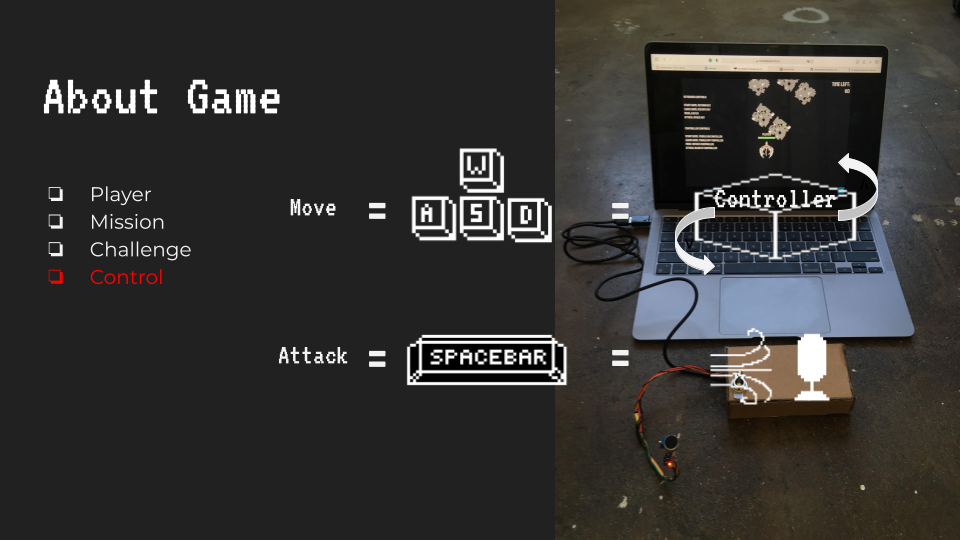 About Game
Player
Mission
Challenge
Control
Move = W A S D = Controller
Attack = SPACEBAR =
TIME LEFT: